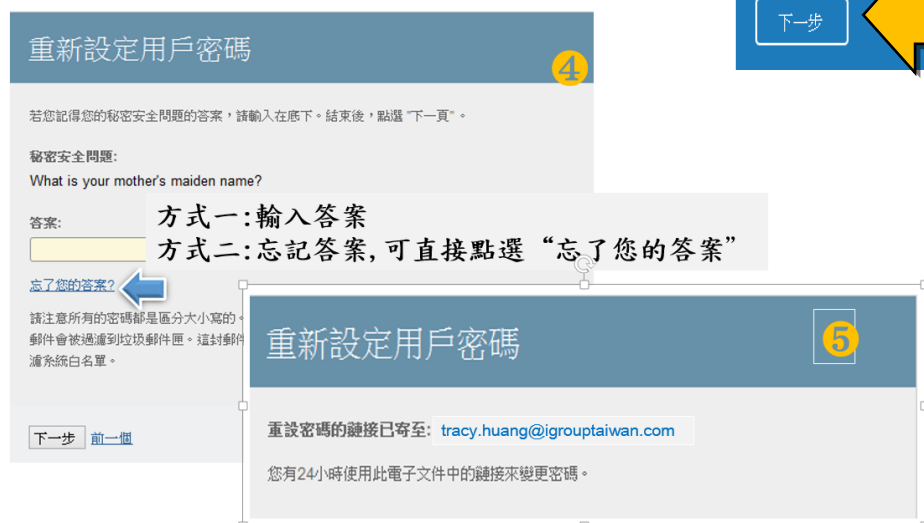 下一步
重新設定用戶密碼
4
若您記得您的秘密安全問題的答案，請輸入在底下。結束後，點選 "下一頁"。
秘密安全問題:
What is your mother's maiden name?
答案:
方式一:輸入答案
方式二:忘記答案,可直接點選“忘了您的答案”
忘了您的答案?
請注意所有的密碼都是區分大小寫的。
郵件會被過濾到垃圾郵件匣。這封郵件
濾系統白名單。
下一步 前一個
重新設定用戶密碼
5
重設密碼的鏈接已寄至: tracy.huang@igrouptaiwan.com
您有24小時使用此電子文件中的鏈接來變更密碼。